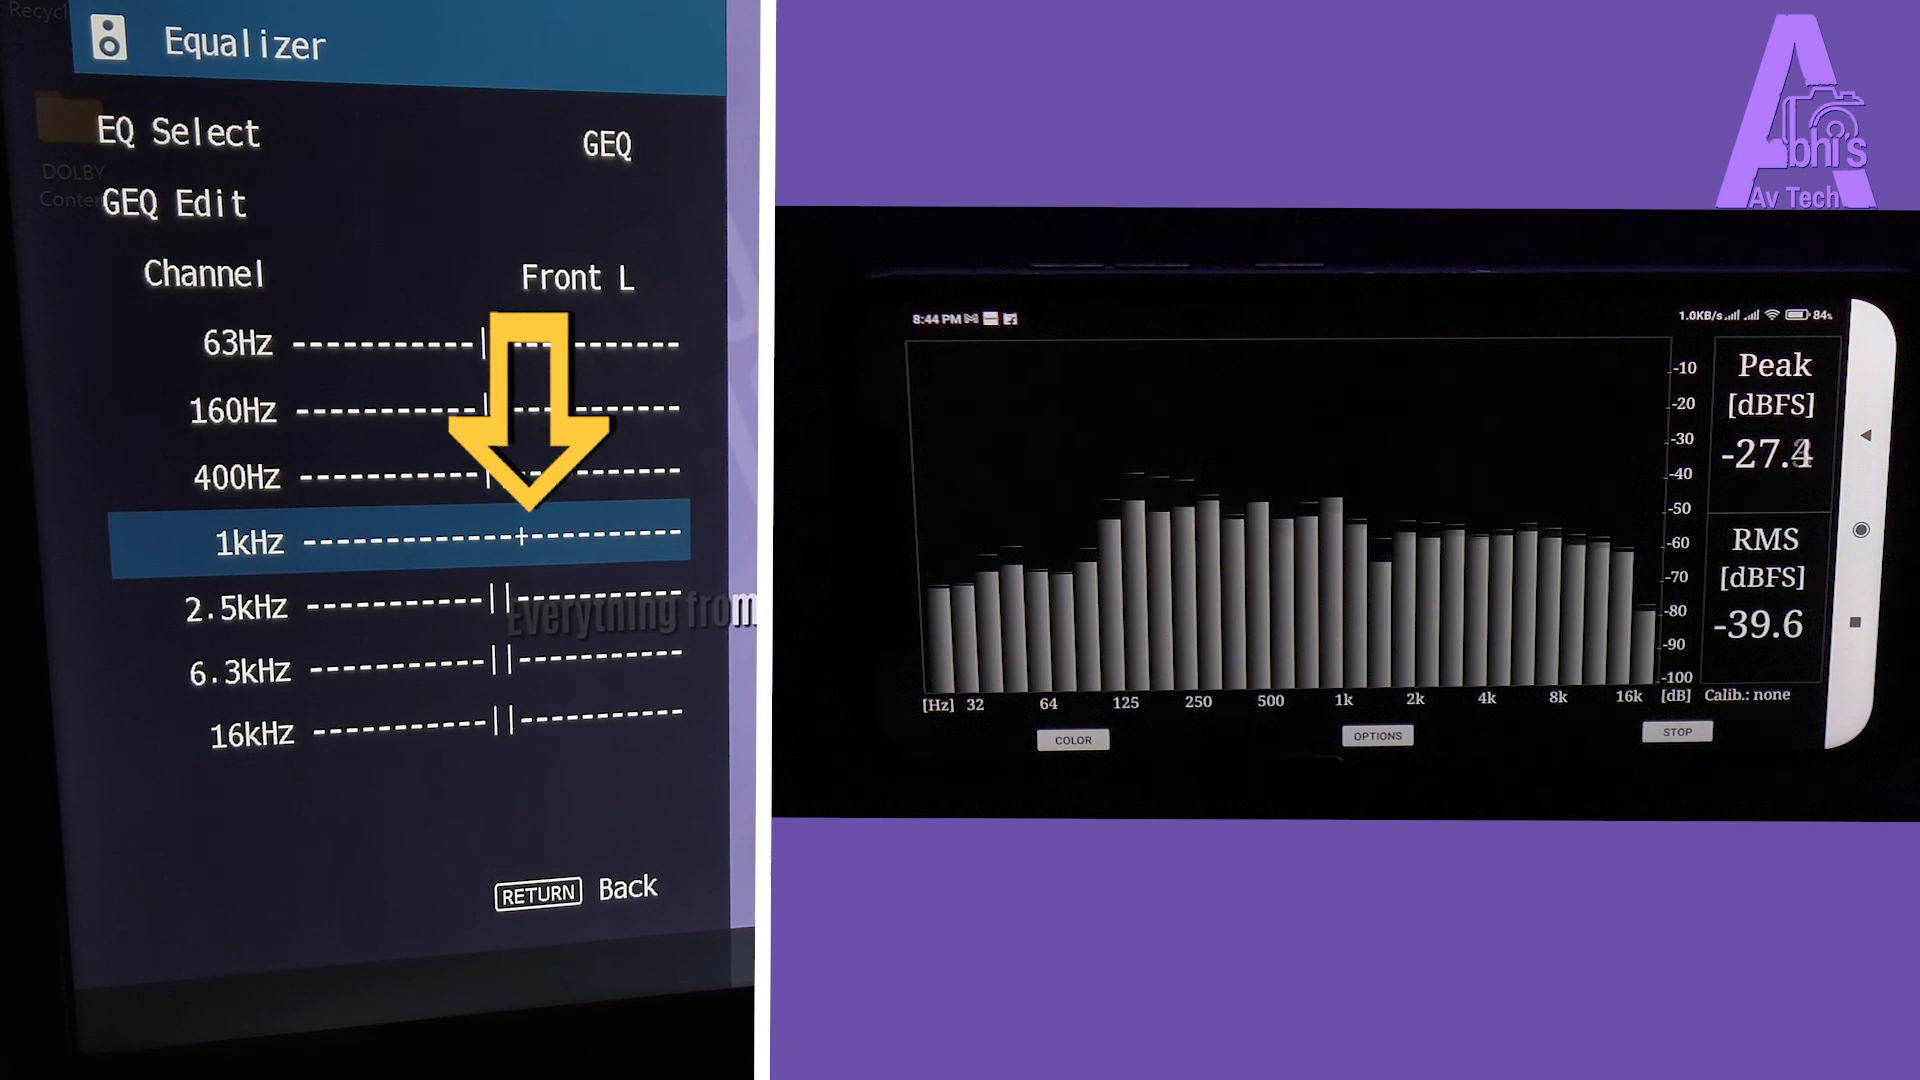 Recycl
Equalizer
EQ Select GEQ
DOLBY
Conte
GEQ Edit
Channel Front L
63Hz
160Hz
400Hz
1kHz
2.5kHz
Everything from
6.3kHz
16kHz
RETURN Back
Abhi's
Av Tech
8:44 PM 1.0KB/s 84%
-10
-20
-30
-40
-50
-60
-70
-80
-90
-100
Peak
[dBFS]
RMS
[dBFS]
-39.6
[Hz] 32 64 125 250 500 1k 2k 4k 8k 16k [dB] Calib.: none
COLOR OPTIONS STOP